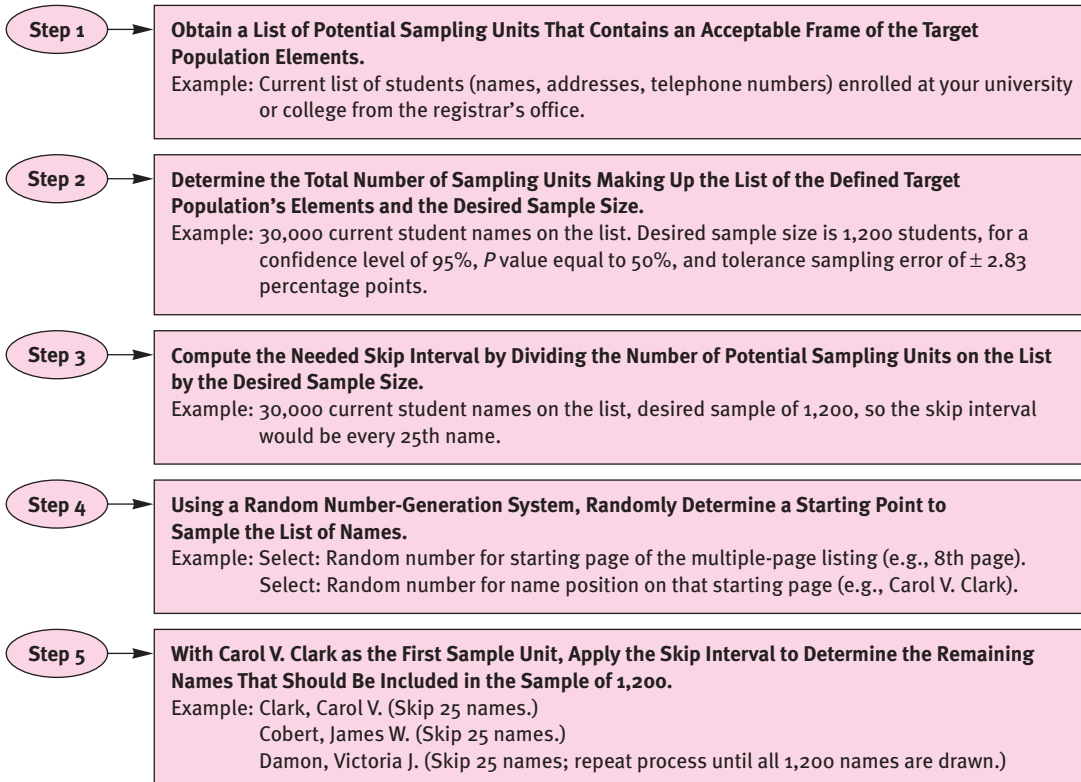 Step 1
Obtain a List of Potential Sampling Units That Contains an Acceptable Frame of the Target
Population Elements.
Example: Current list of students (names, addresses, telephone numbers) enrolled at your university
or college from the registrar's office.
Step 2
Determine the Total Number of Sampling Units Making Up the List of the Defined Target
Population's Elements and the Desired Sample Size.
Example: 30,000 current student names on the list. Desired sample size is 1,200 students, for a
confidence level of 95%, P value equal to 50%, and tolerance sampling error of ± 2.83
percentage points.
Step 3
Compute the Needed Skip Interval by Dividing the Number of Potential Sampling Units on the List
by the Desired Sample Size.
Example: 30,000 current student names on the list, desired sample of 1,200, so the skip interval
would be every 25th name.
Step 4
Using a Random Number-Generation System, Randomly Determine a Starting Point to
Sample the List of Names.
Example: Select: Random number for starting page of the multiple-page listing (e.g., 8th page).
Select: Random number for name position on that starting page (e.g., Carol V. Clark).
Step 5
With Carol V. Clark as the First Sample Unit, Apply the Skip Interval to Determine the Remaining
Names That Should Be Included in the Sample of 1,200.
Example: Clark, Carol V. (Skip 25 names.)
Cobert, James W. (Skip 25 names.)
Damon, Victoria J. (Skip 25 names; repeat process until all 1,200 names are drawn.)